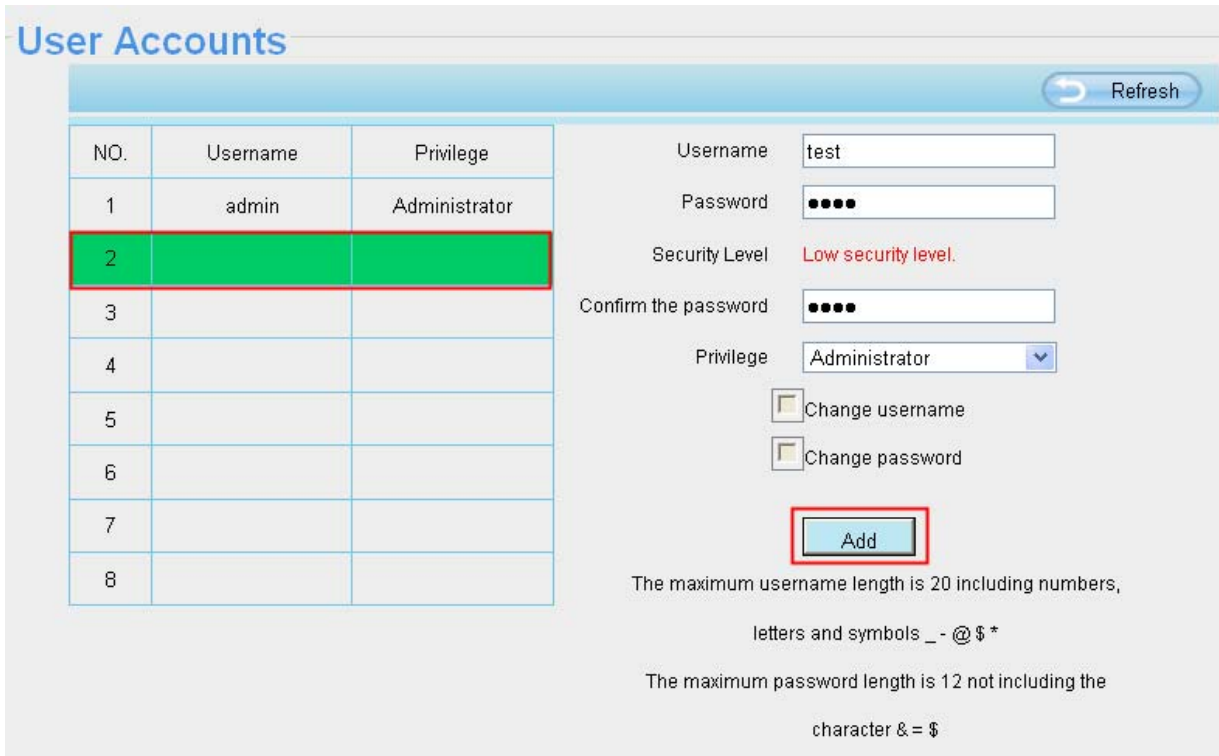 User Accounts
Refresh
NO. Username Privilege
1 admin Administrator
2
3
4
5
6
7
8
Username test
Password ●●●●
Security Level Low security level.
Confirm the password ●●●●
Privilege Administrator
Change username
Change password
Add
The maximum username length is 20 including numbers,
letters and symbols _ - @ $ *
The maximum password length is 12 not including the
character & = $